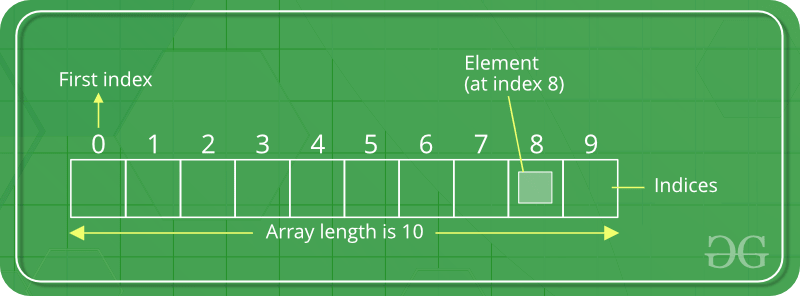 Element
First index
(at index 8)
0 1 2 3 4 5 6 7 8 9
Indices
Array length is 10
GG